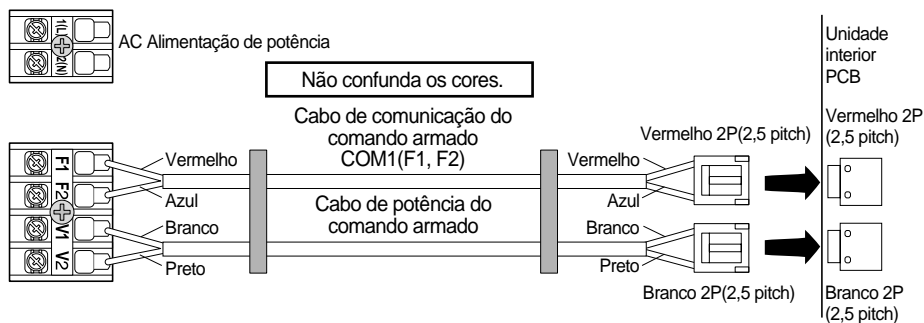 1(L)
2(N)
AC Alimentação de potência
Não confunda os cores.
Unidade
interior
PCB
Cabo de comunicação do
comando armado
COM1(F1, F2)
Vermelho 2P(2,5 pitch)
Vermelho 2P
(2,5 pitch)
F1
F2
V1
V2
Vermelho
Azul
Vermelho
Azul
Cabo de potência do
comando armado
Branco
Preto
Branco
Preto
Branco 2P(2,5 pitch)
Branco 2P
(2,5 pitch)